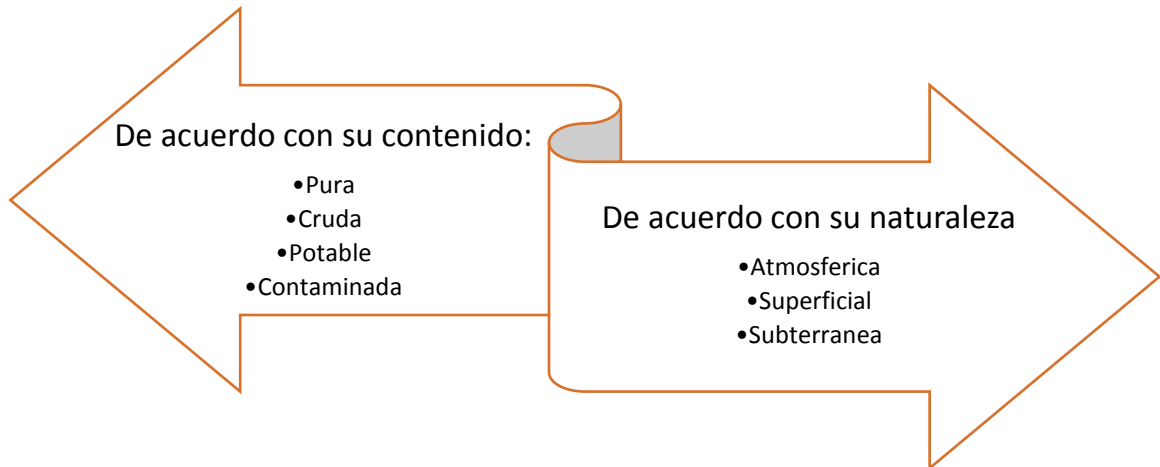 De acuerdo con su contenido:
•Pura
•Cruda
•Potable
•Contaminada
De acuerdo con su naturaleza
•Atmosferica
•Superficial
•Subterranea